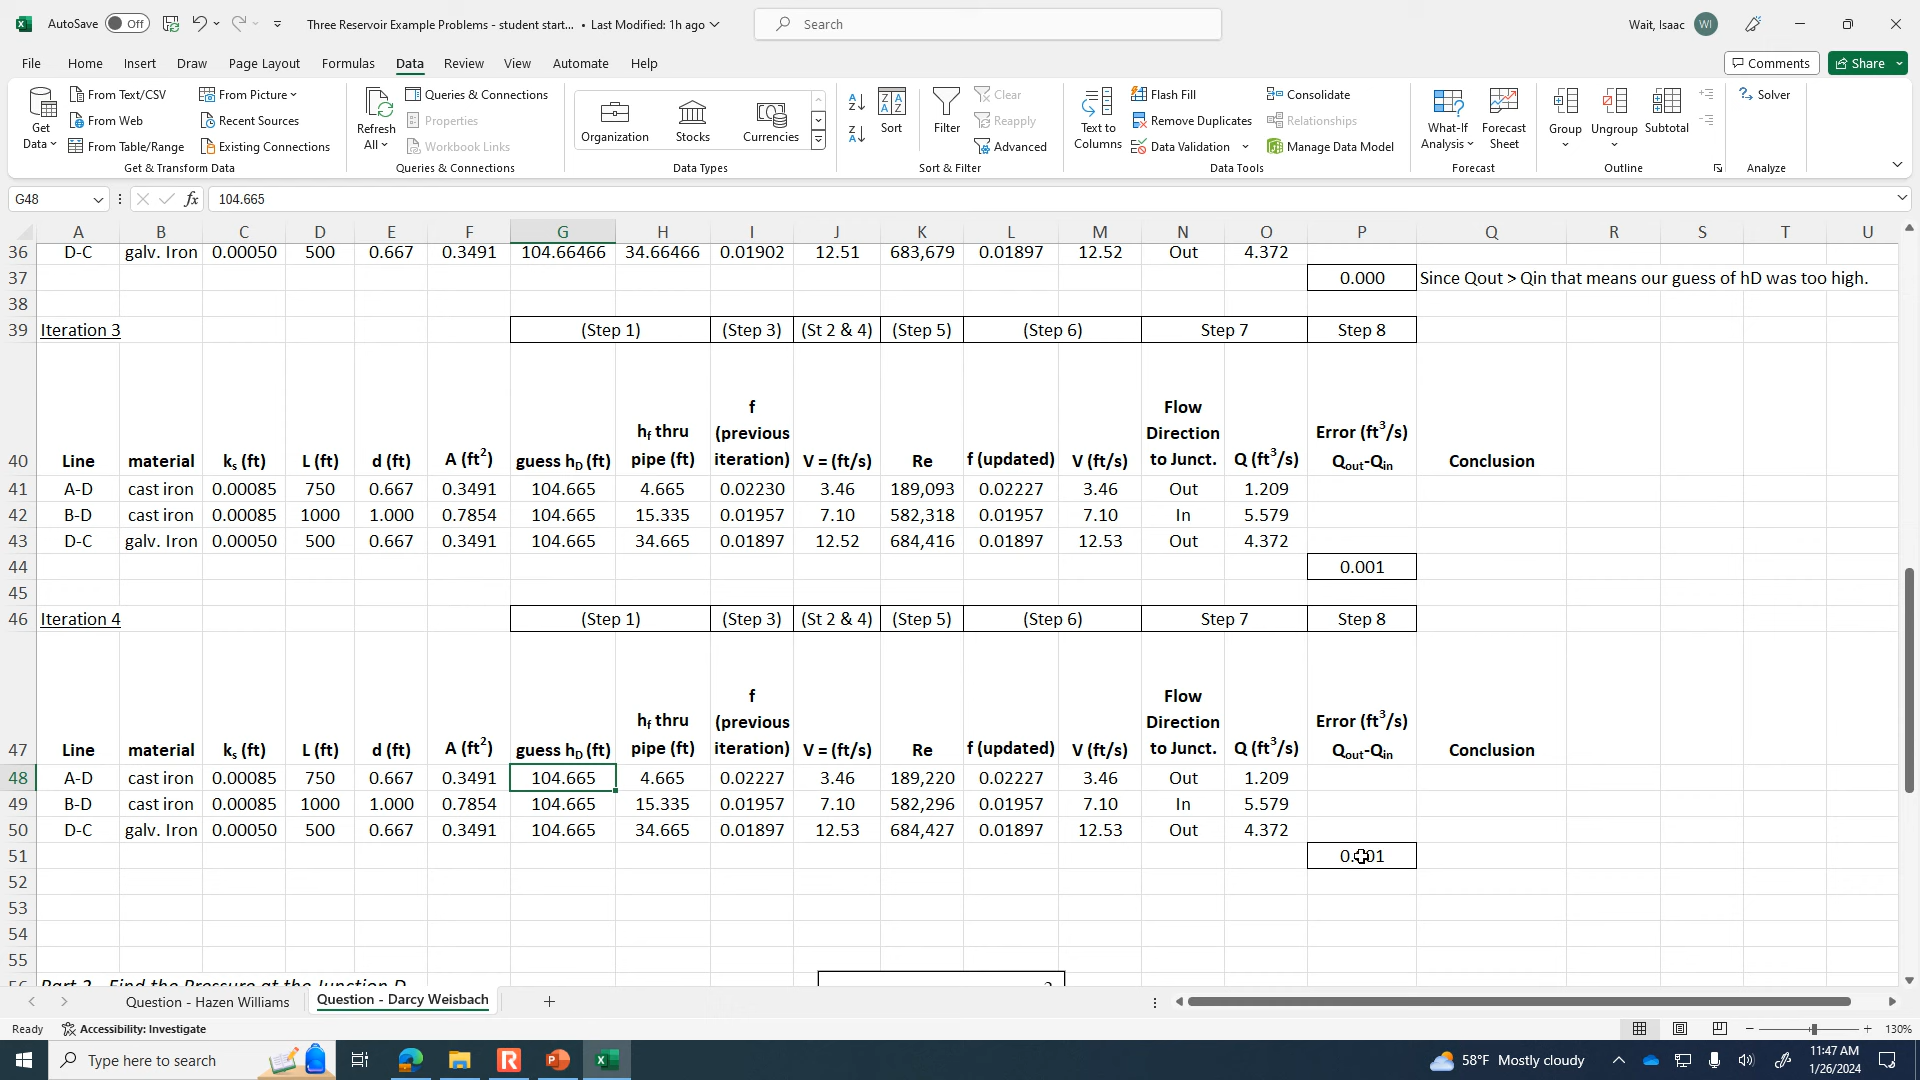 AutoSave Off Three Reservoir Example Problems - student start... • Last Modified: 1h ago Search Wait, Isaac WI
File Home Insert Draw Page Layout Formulas Data Review View Automate Help Comments Share
Get Data From Text/CSV From Picture Refresh All Queries & Connections Organization Stocks Currencies Sort Filter Clear Text to Columns Flash Fill Consolidate What-If Analysis Forecast Sheet Group Ungroup Subtotal Solver
From Web Recent Sources Properties Reapply Remove Duplicates Relationships
From Table/Range Existing Connections Workbook Links Advanced Data Validation Manage Data Model
Get & Transform Data Queries & Connections Data Types Sort & Filter Data Tools Forecast Outline Analyze
G48 fx 104.665
A B C D E F G H I J K L M N O P Q R S T U
36 D-C galv. Iron 0.00050 500 0.667 0.3491 104.66466 34.66466 0.01902 12.51 683,679 0.01897 12.52 Out 4.372
37 0.000 Since Qout > Qin that means our guess of hD was too high.
38
39 Iteration 3 (Step 1) (Step 3) (St 2 & 4) (Step 5) (Step 6) Step 7 Step 8
40 Line material ks (ft) L (ft) d (ft) A (ft²) guess hD (ft) hf thru pipe (ft) f (previous iteration) V = (ft/s) Re f (updated) V (ft/s) Flow Direction to Junct. Q (ft³/s) Error (ft³/s) Qout-Qin Conclusion
41 A-D cast iron 0.00085 750 0.667 0.3491 104.665 4.665 0.02230 3.46 189,093 0.02227 3.46 Out 1.209
42 B-D cast iron 0.00085 1000 1.000 0.7854 104.665 15.335 0.01957 7.10 582,318 0.01957 7.10 In 5.579
43 D-C galv. Iron 0.00050 500 0.667 0.3491 104.665 34.665 0.01897 12.52 684,416 0.01897 12.53 Out 4.372
44 0.001
45
46 Iteration 4 (Step 1) (Step 3) (St 2 & 4) (Step 5) (Step 6) Step 7 Step 8
47 Line material ks (ft) L (ft) d (ft) A (ft²) guess hD (ft) hf thru pipe (ft) f (previous iteration) V = (ft/s) Re f (updated) V (ft/s) Flow Direction to Junct. Q (ft³/s) Error (ft³/s) Qout-Qin Conclusion
48 A-D cast iron 0.00085 750 0.667 0.3491 104.665 4.665 0.02227 3.46 189,220 0.02227 3.46 Out 1.209
49 B-D cast iron 0.00085 1000 1.000 0.7854 104.665 15.335 0.01957 7.10 582,296 0.01957 7.10 In 5.579
50 D-C galv. Iron 0.00050 500 0.667 0.3491 104.665 34.665 0.01897 12.53 684,427 0.01897 12.53 Out 4.372
51
52
53
54
55
Question - Hazen Williams Question - Darcy Weisbach
Ready Accessibility: Investigate 130%
Type here to search 58°F Mostly cloudy 11:47 AM
1/26/2024